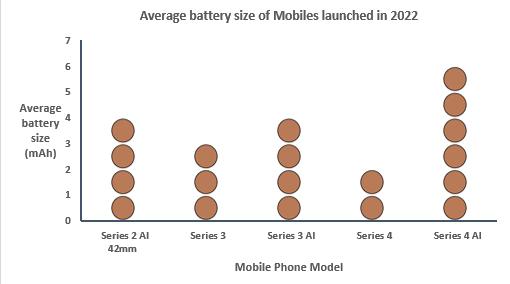 Average battery size of Mobiles launched in 2022
7
6
5
4
3
2
1
0
Average
battery
size
(mAh)
Series 2 AI
42mm
Series 3
Series 3 AI
Series 4
Series 4 AI
Mobile Phone Model